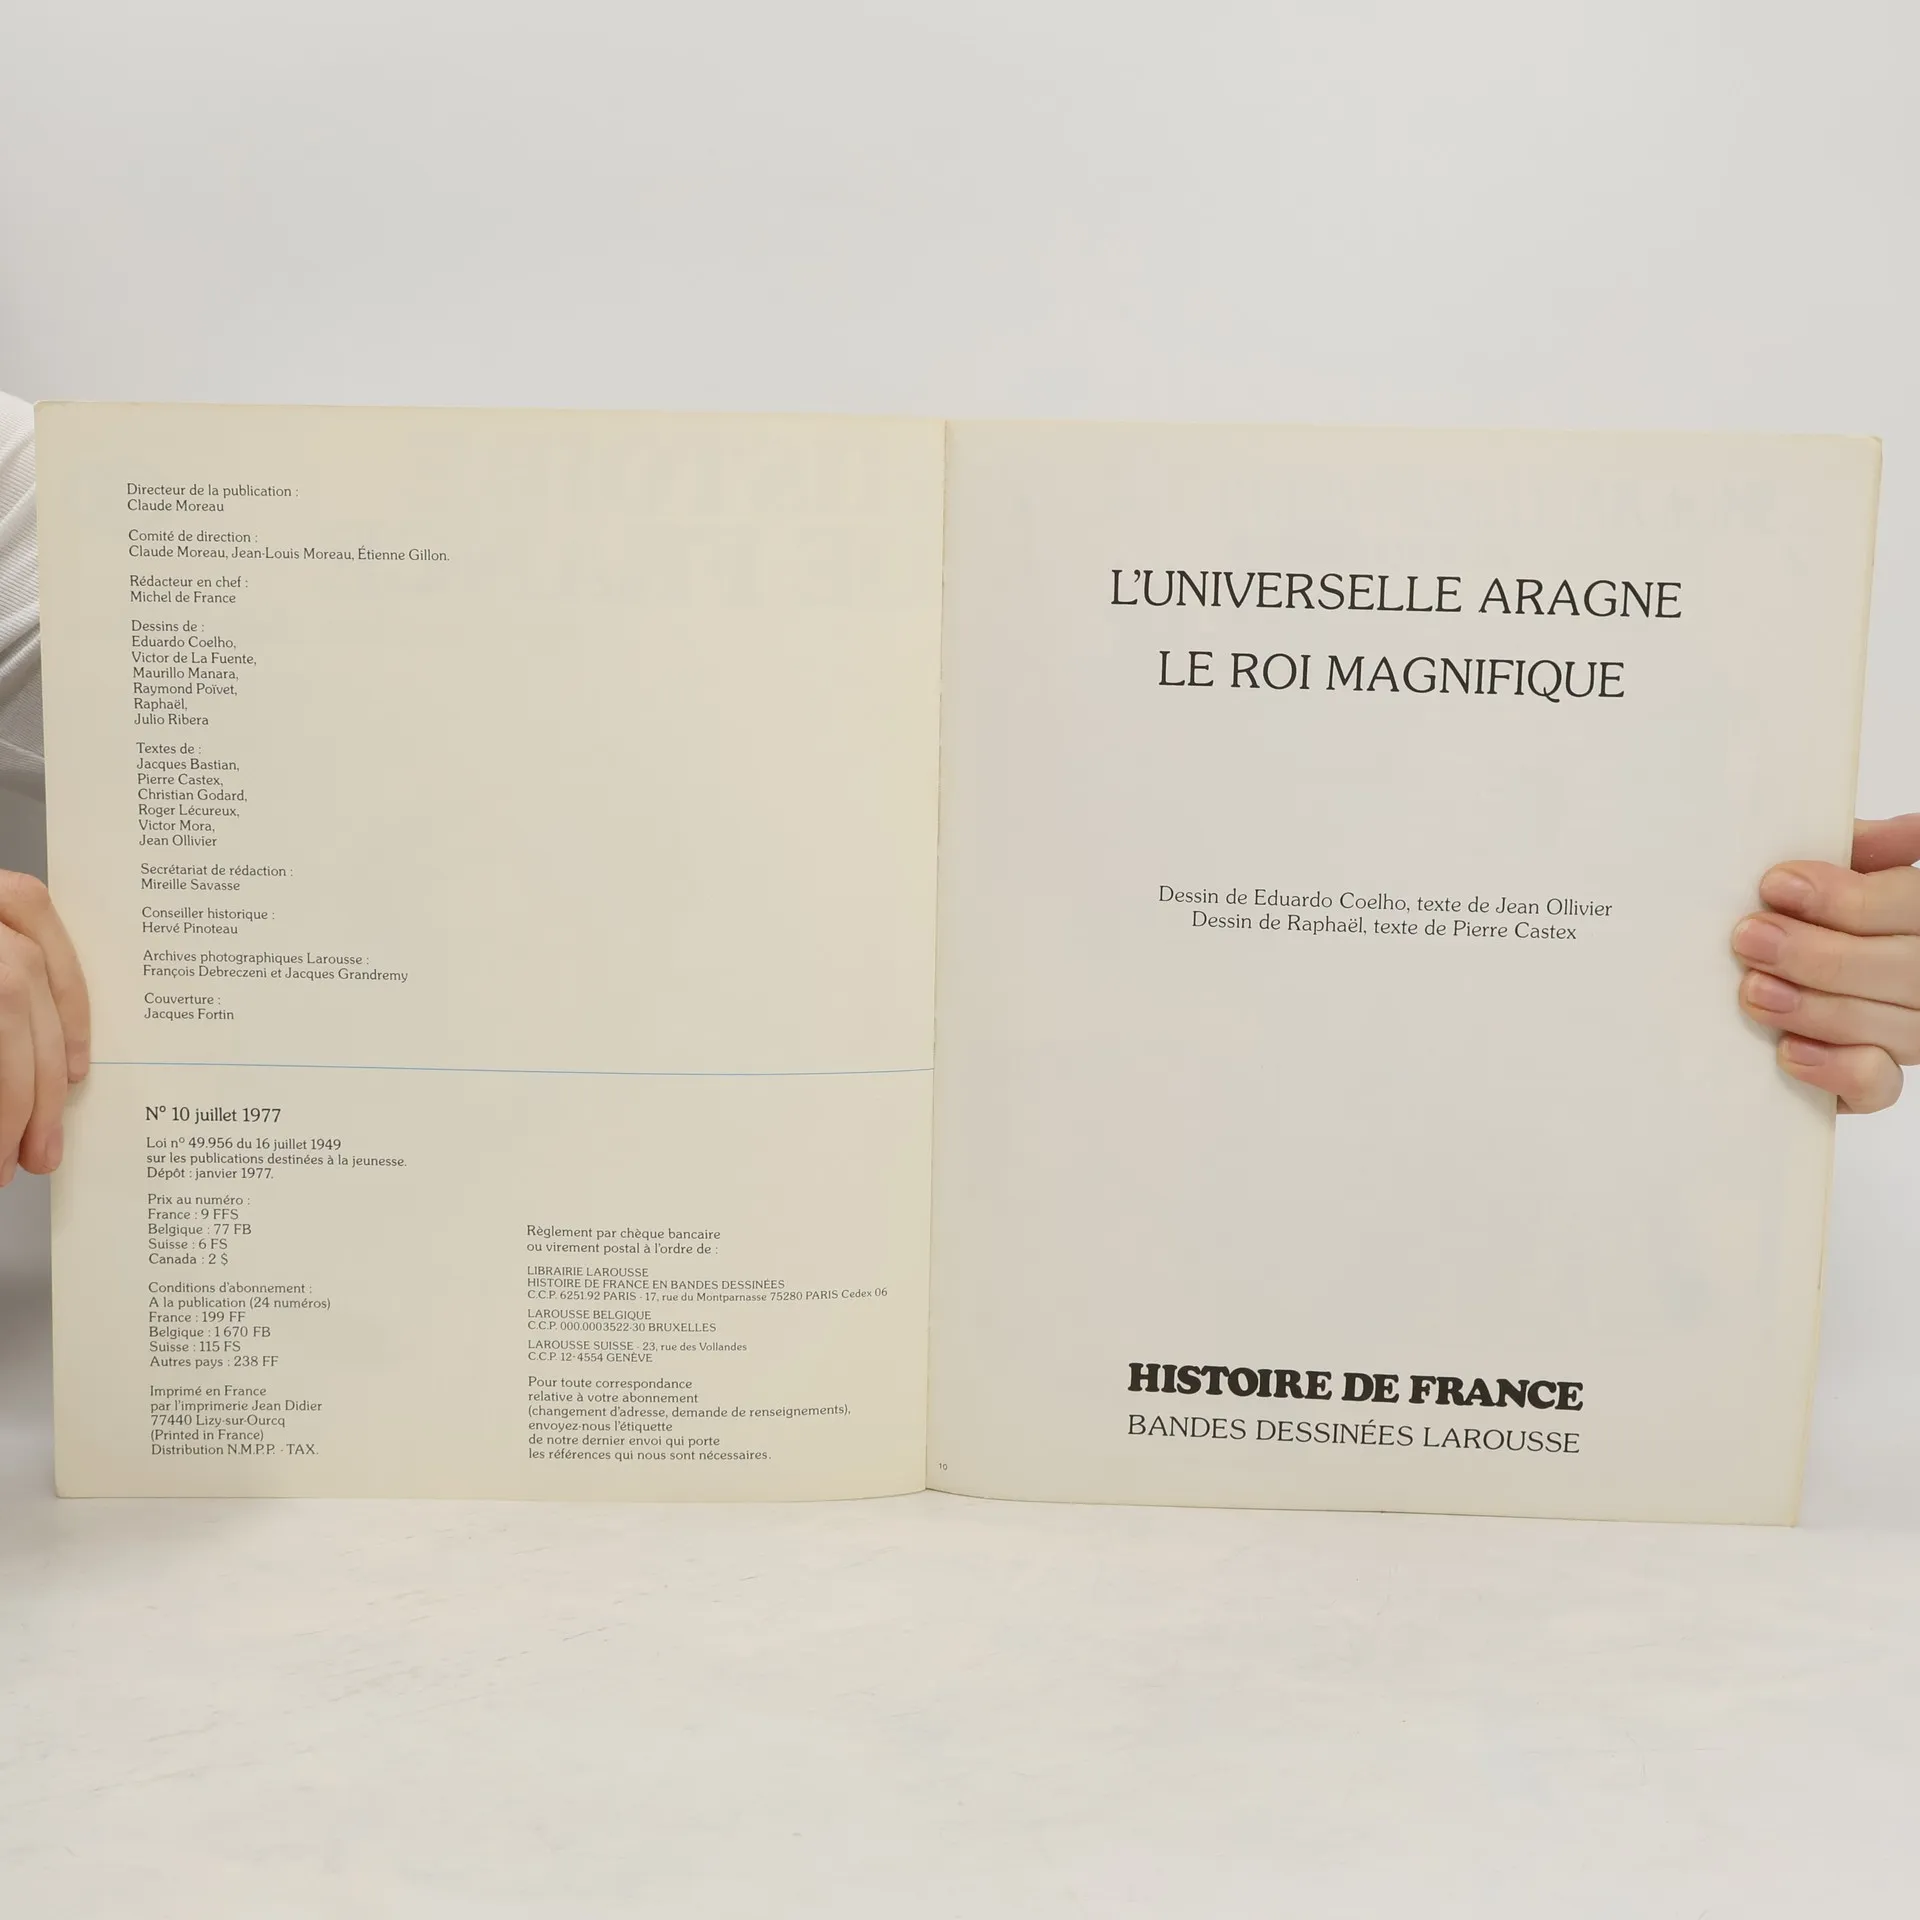 Directeur de la publication :
Claude Moreau
Comité de direction :
Claude Moreau, Jean-Louis Moreau, Étienne Gillon.
Rédacteur en chef :
Michel de France
Dessins de :
Eduardo Coelho,
Victor de La Fuente,
Maurillo Manara,
Raymond Poïvet,
Raphaël,
Julio Ribera
Textes de :
Jacques Bastian,
Pierre Castex,
Christian Godard,
Roger Lécureux,
Victor Mora,
Jean Ollivier
Secrétariat de rédaction :
Mireille Savasse
Conseiller historique :
Hervé Pinoteau
Archives photographiques Larousse :
François Debreczeni et Jacques Grandremy
Couverture :
Jacques Fortin
N° 10 juillet 1977
Loi n° 49.956 du 16 juillet 1949
sur les publications destinées à la jeunesse.
Dépôt : janvier 1977.
Prix au numéro :
France : 9 FFS
Belgique : 77 FB
Suisse : 6 FS
Canada : 2 $
Conditions d'abonnement :
A la publication (24 numéros)
France : 199 FF
Belgique : 1 670 FB
Suisse : 115 FS
Autres pays : 238 FF
Imprimé en France
par l'imprimerie Jean Didier
77440 Lizy-sur-Ourcq
(Printed in France)
Distribution N.M.P.P. - TAX.
Règlement par chèque bancaire
ou virement postal à l'ordre de :
LIBRAIRIE LAROUSSE
HISTOIRE DE FRANCE EN BANDES DESSINÉES
C.C.P. 6251.92 PARIS - 17, rue du Montparnasse 75280 PARIS Cedex 06
LAROUSSE BELGIQUE
C.C.P. 000.0003522-30 BRUXELLES
LAROUSSE SUISSE - 23, rue des Vollandes
C.C.P. 12-4554 GENÈVE
Pour toute correspondance
relative à votre abonnement
(changement d'adresse, demande de renseignements),
envoyez-nous l'étiquette
de notre dernier envoi qui porte
les références qui nous sont nécessaires.
L'UNIVERSELLE ARAGNE
LE ROI MAGNIFIQUE
Dessin de Eduardo Coelho, texte de Jean Ollivier
Dessin de Raphaël, texte de Pierre Castex
HISTOIRE DE FRANCE
BANDES DESSINÉES LAROUSSE
10